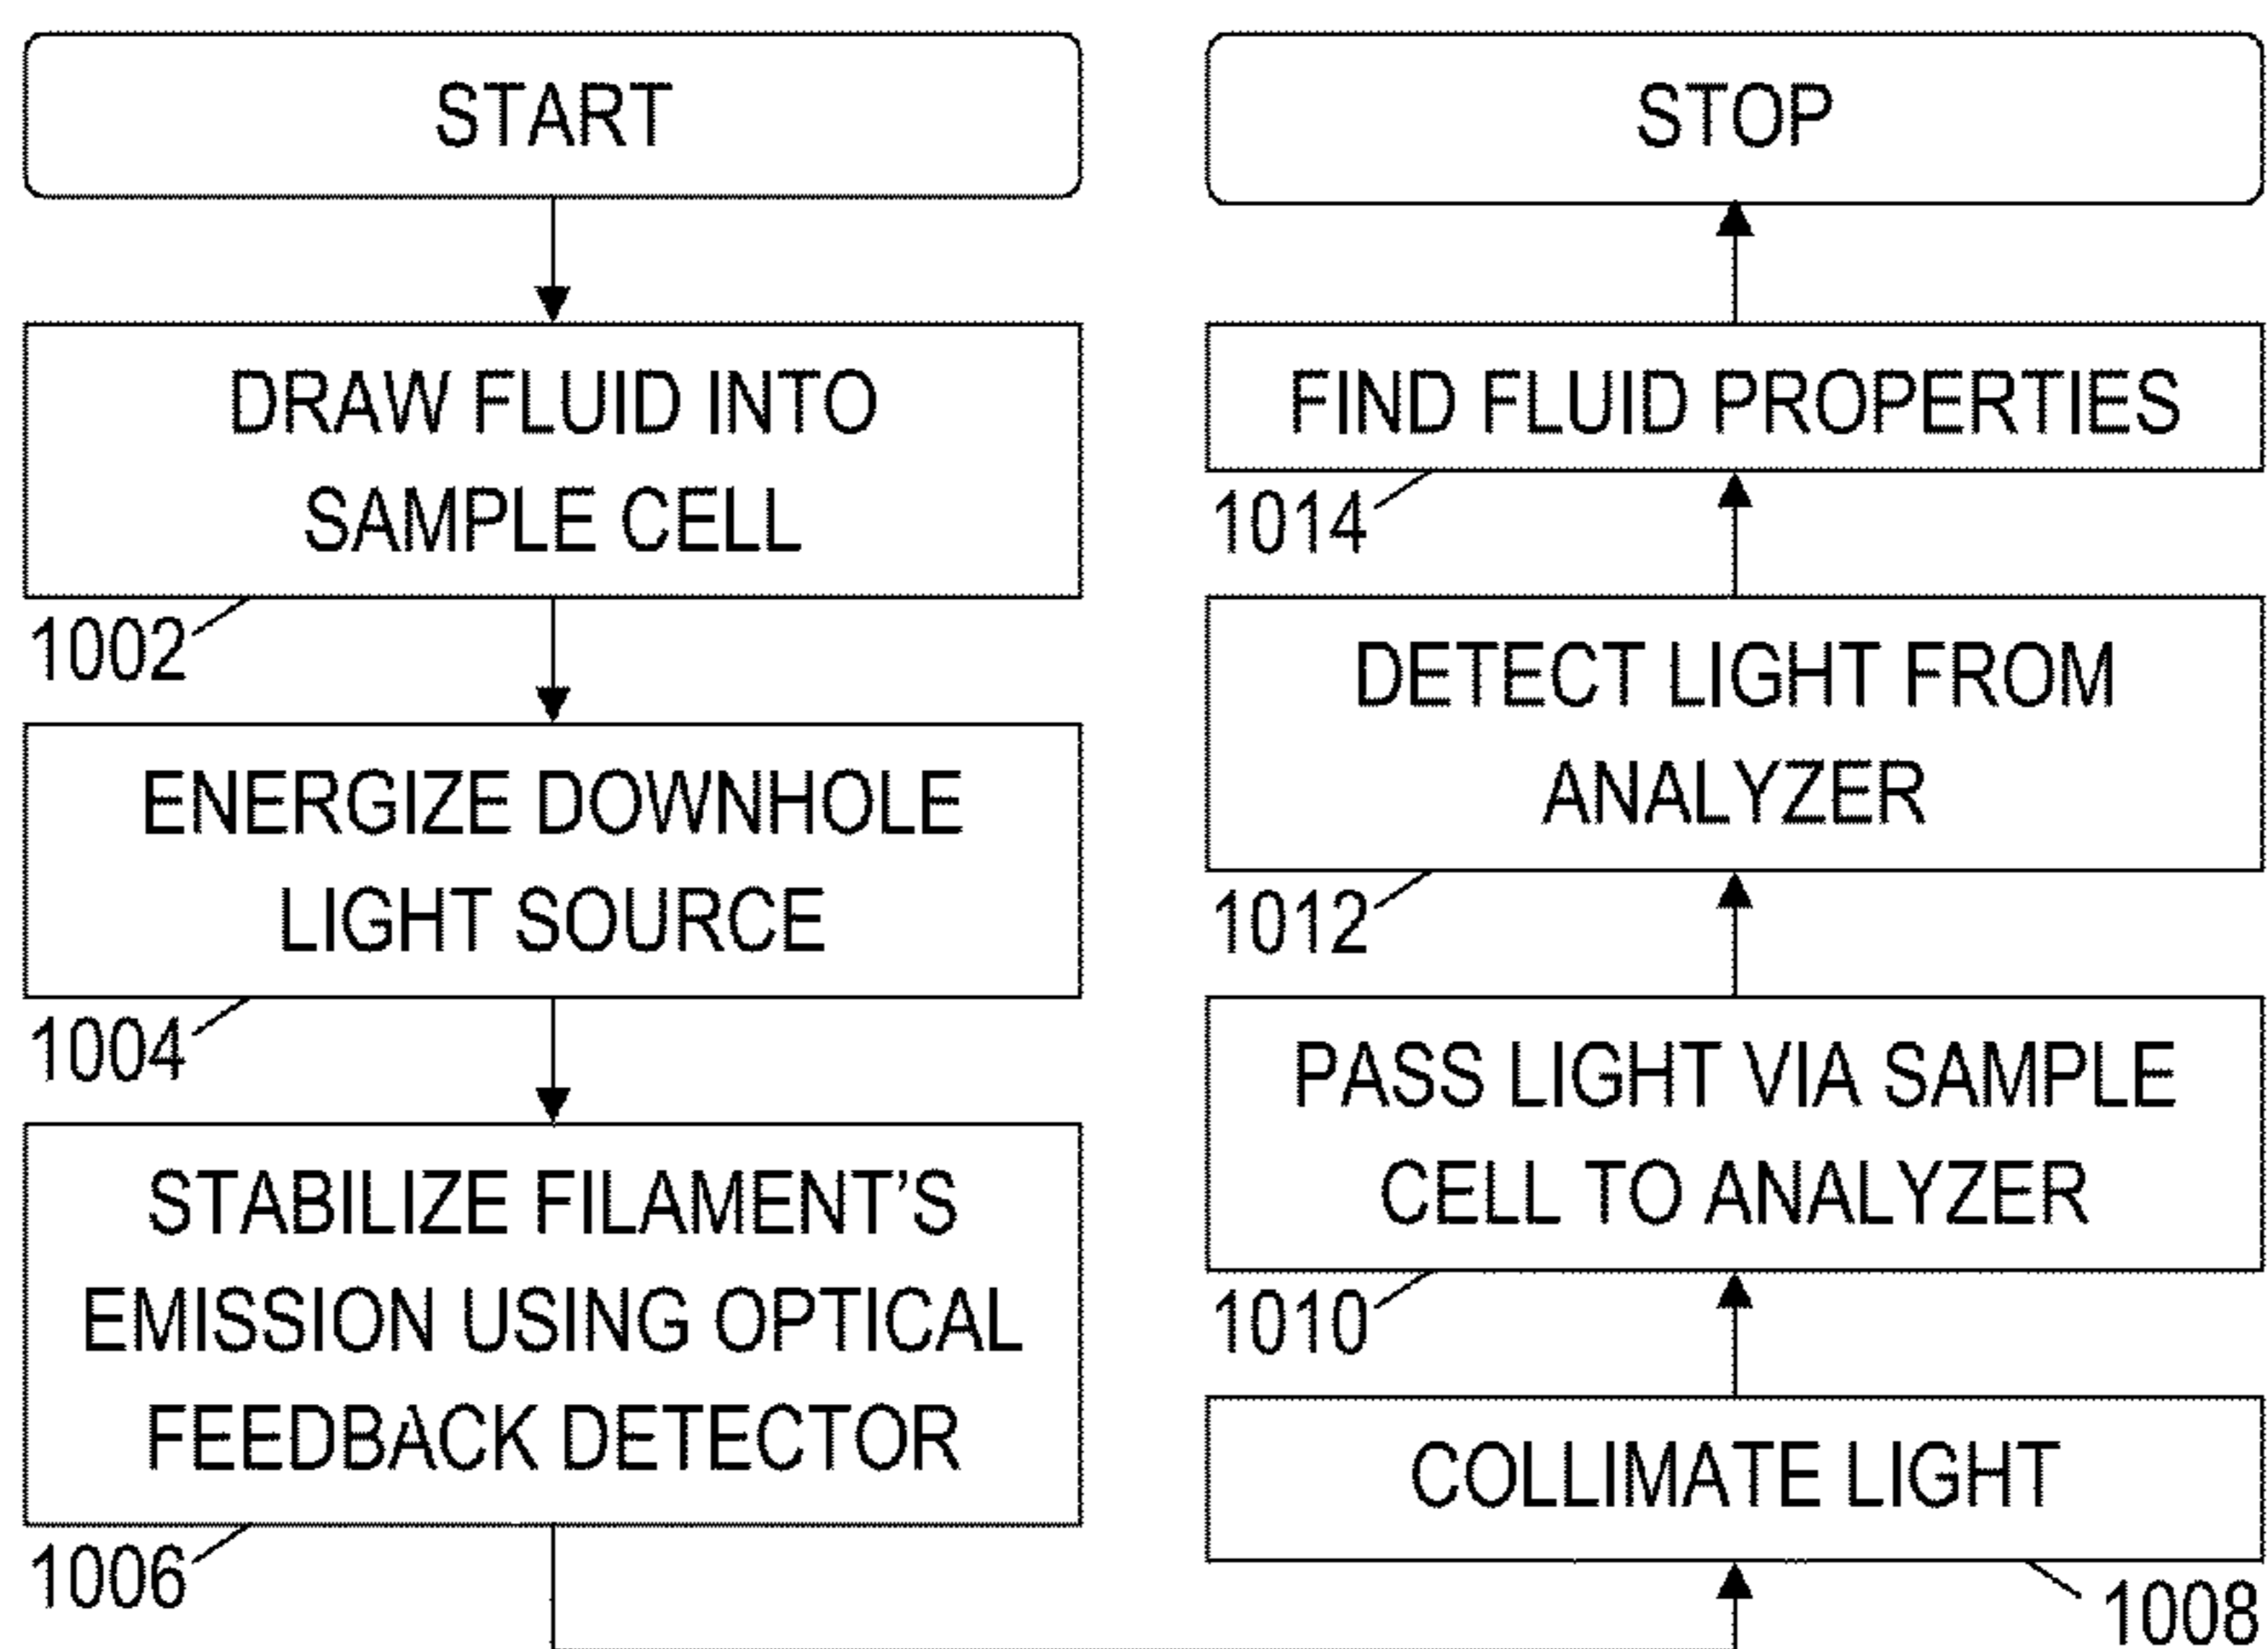 START
DRAW FLUID INTO
SAMPLE CELL
1002
ENERGIZE DOWNHOLE
LIGHT SOURCE
1004
STABILIZE FILAMENT'S
EMISSION USING OPTICAL
FEEDBACK DETECTOR
1006
COLLIMATE LIGHT
1008
PASS LIGHT VIA SAMPLE
CELL TO ANALYZER
1010
DETECT LIGHT FROM
ANALYZER
1012
FIND FLUID PROPERTIES
1014
STOP